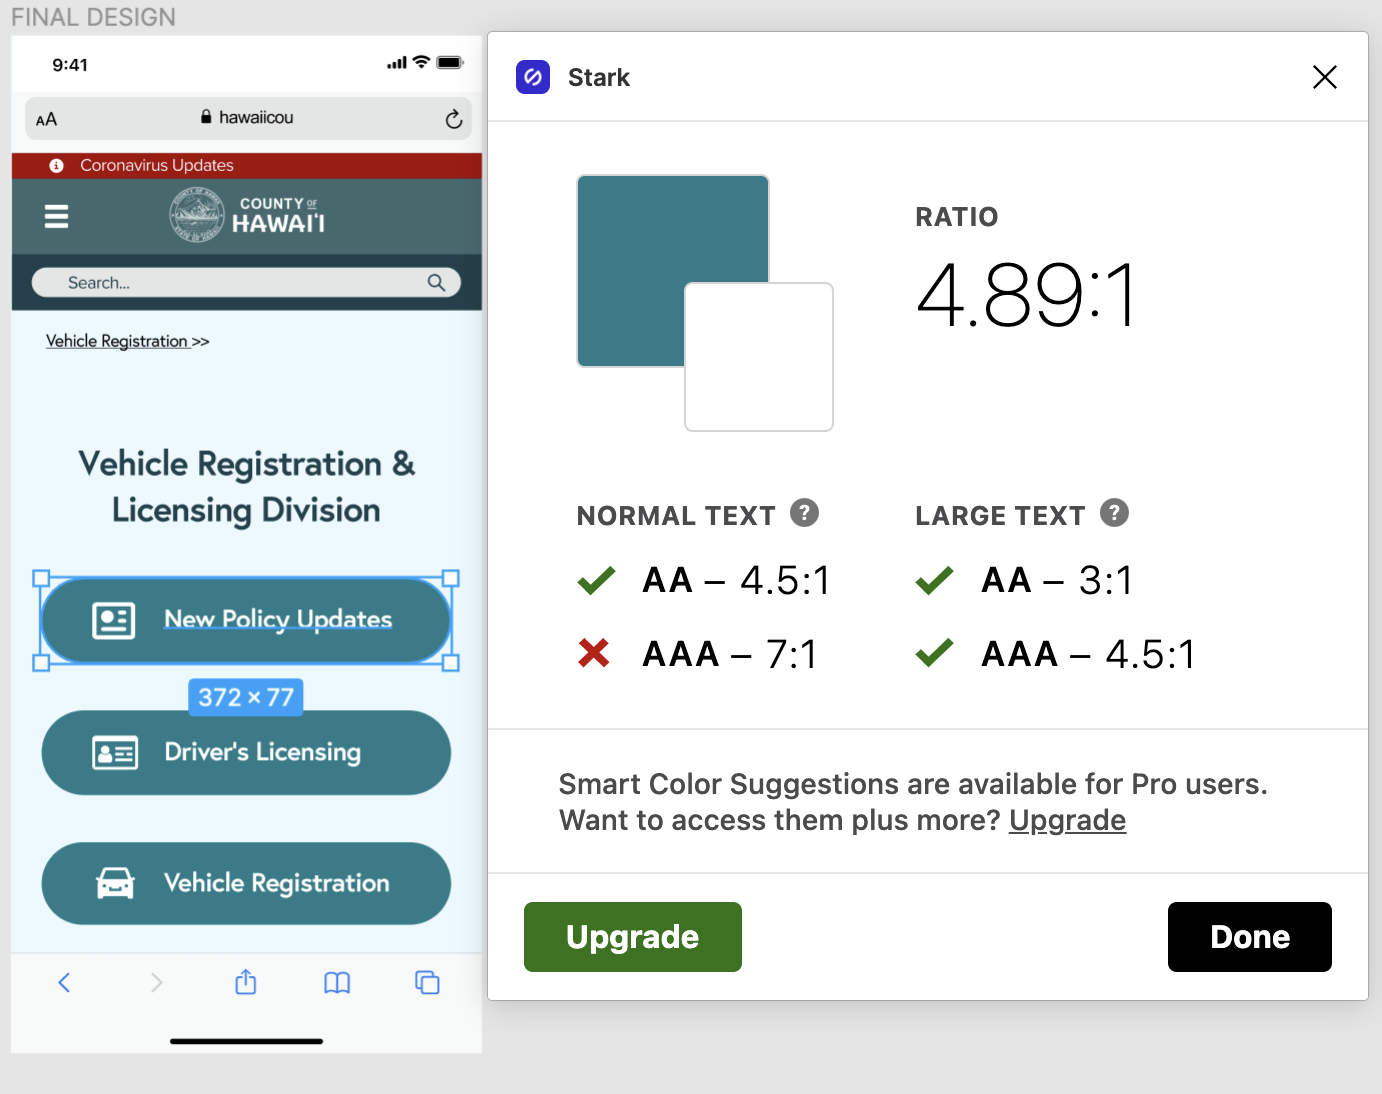 FINAL DESIGN
9:41
AA
hawaiicou
Coronavirus Updates
COUNTY OF
HAWAIʻI
Search...
Vehicle Registration >>
Vehicle Registration &
Licensing Division
New Policy Updates
372 × 77
Driver's Licensing
Vehicle Registration
Stark
RATIO
4.89:1
NORMAL TEXT ?
AA – 4.5:1
AAA – 7:1
LARGE TEXT ?
AA – 3:1
AAA – 4.5:1
Smart Color Suggestions are available for Pro users.
Want to access them plus more? Upgrade
Upgrade
Done